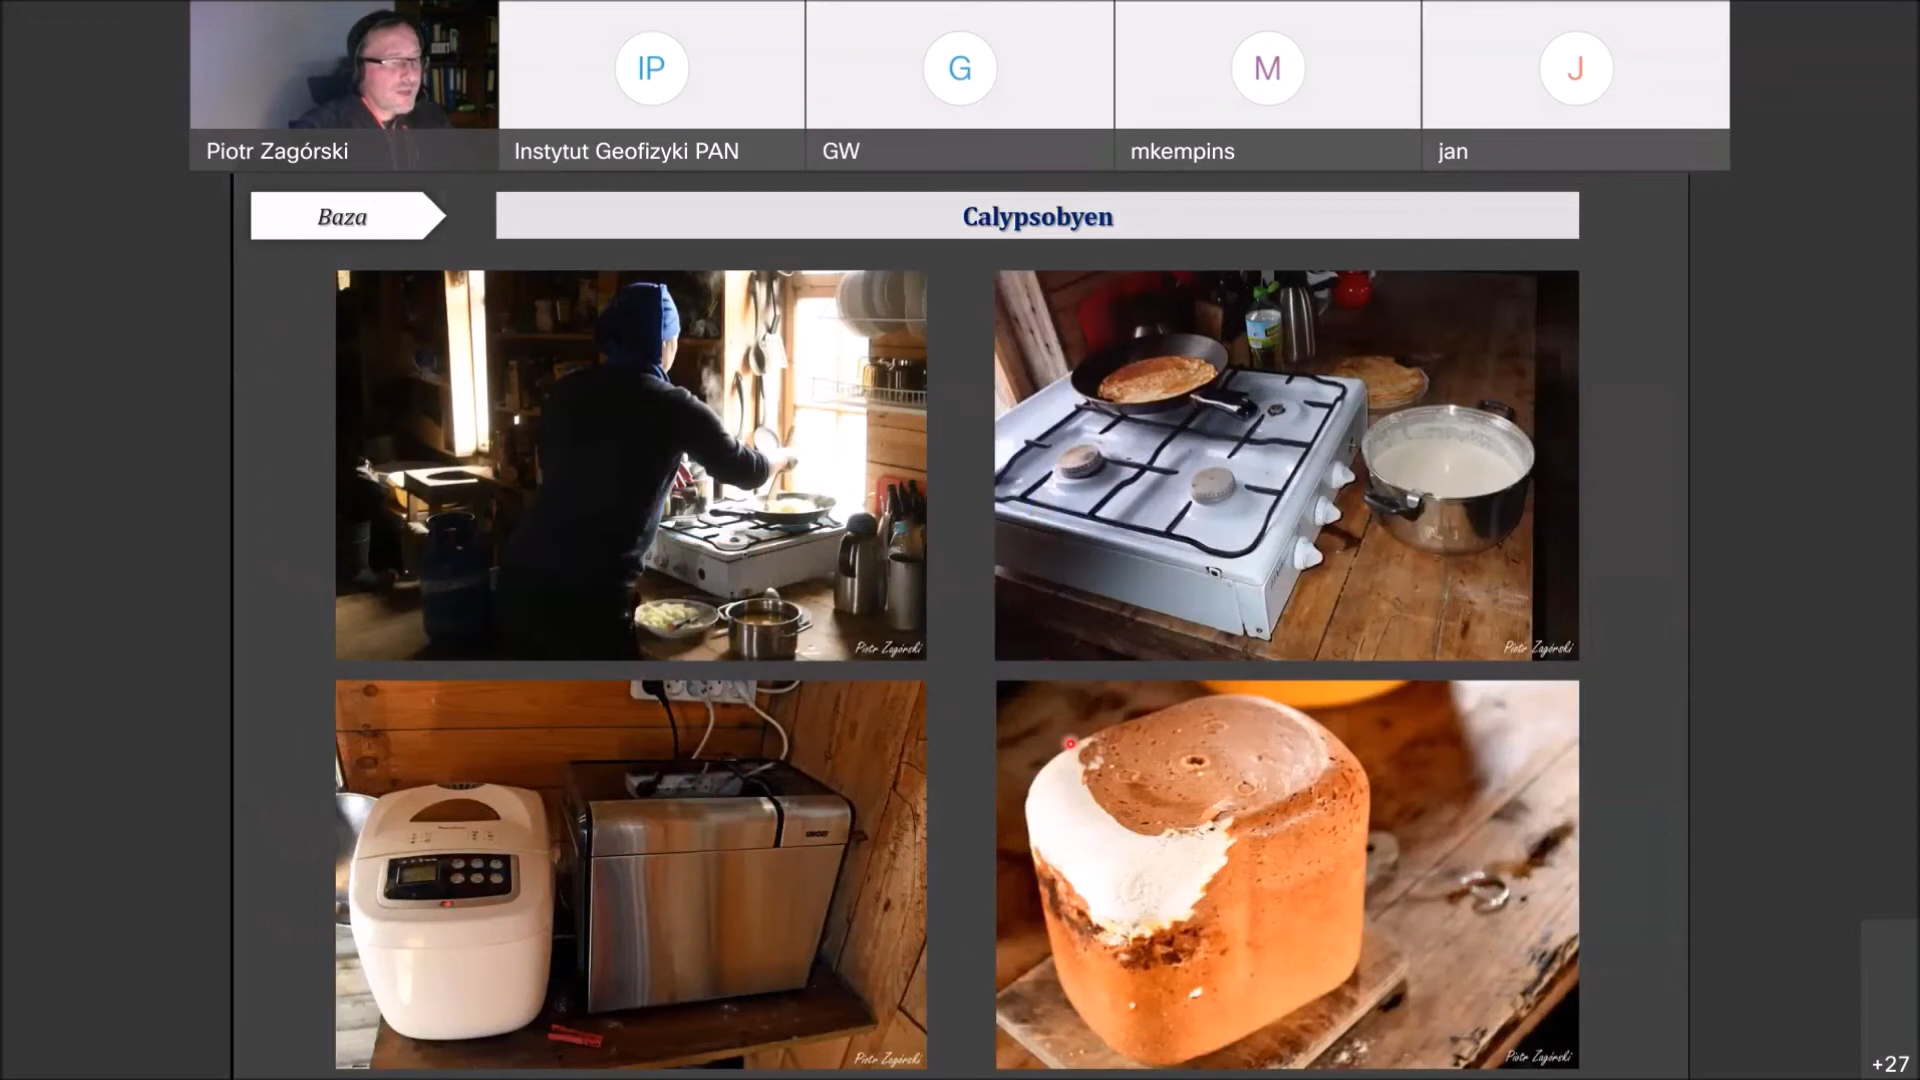 IP
G
M
J
Piotr Zagórski
Instytut Geofizyki PAN
GW
mkempins
jan
Baza
Calypsobyen
Piotr Zagórski
Piotr Zagórski
UNOLD
Piotr Zagórski
Piotr Zagórski
+27